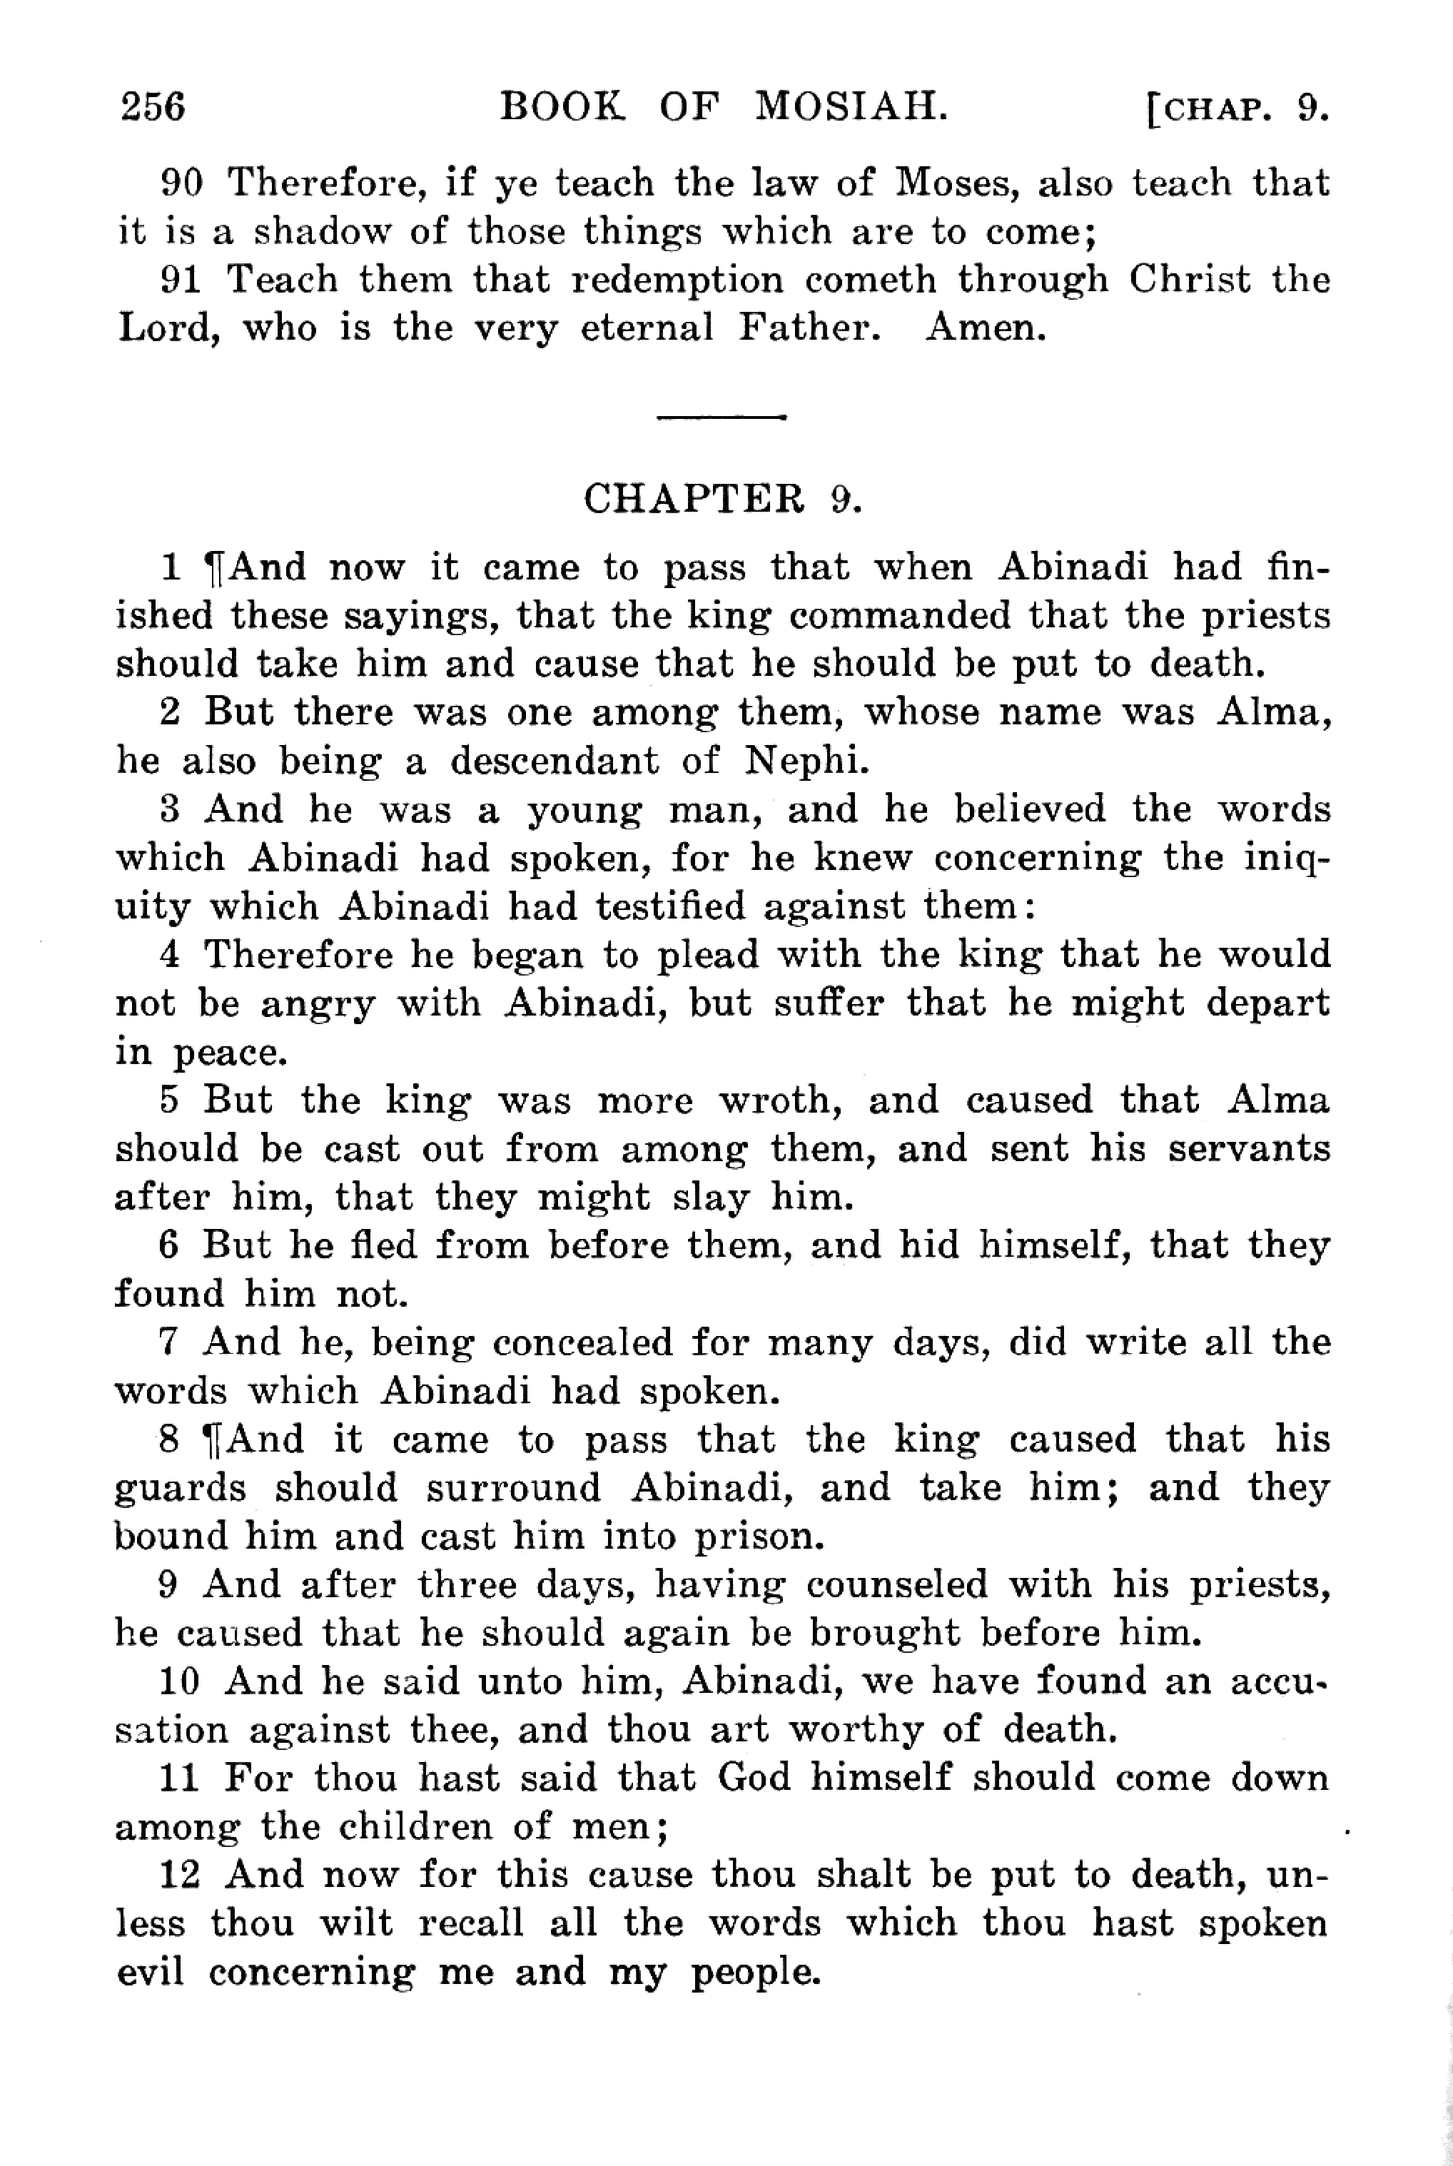 256 BOOK OF MOSIAH. [CHAP. 9.
90 Therefore, if ye teach the law of Moses, also teach that
it is a shadow of those things which are to come;
91 Teach them that redemption cometh through Christ the
Lord, who is the very eternal Father. Amen.
CHAPTER 9.
1 ¶And now it came to pass that when Abinadi had fin-
ished these sayings, that the king commanded that the priests
should take him and cause that he should be put to death.
2 But there was one among them, whose name was Alma,
he also being a descendant of Nephi.
3 And he was a young man, and he believed the words
which Abinadi had spoken, for he knew concerning the iniq-
uity which Abinadi had testified against them:
4 Therefore he began to plead with the king that he would
not be angry with Abinadi, but suffer that he might depart
in peace.
5 But the king was more wroth, and caused that Alma
should be cast out from among them, and sent his servants
after him, that they might slay him.
6 But he fled from before them, and hid himself, that they
found him not.
7 And he, being concealed for many days, did write all the
words which Abinadi had spoken.
8 ¶And it came to pass that the king caused that his
guards should surround Abinadi, and take him; and they
bound him and cast him into prison.
9 And after three days, having counseled with his priests,
he caused that he should again be brought before him.
10 And he said unto him, Abinadi, we have found an accu-
sation against thee, and thou art worthy of death.
11 For thou hast said that God himself should come down
among the children of men;
12 And now for this cause thou shalt be put to death, un-
less thou wilt recall all the words which thou hast spoken
evil concerning me and my people.